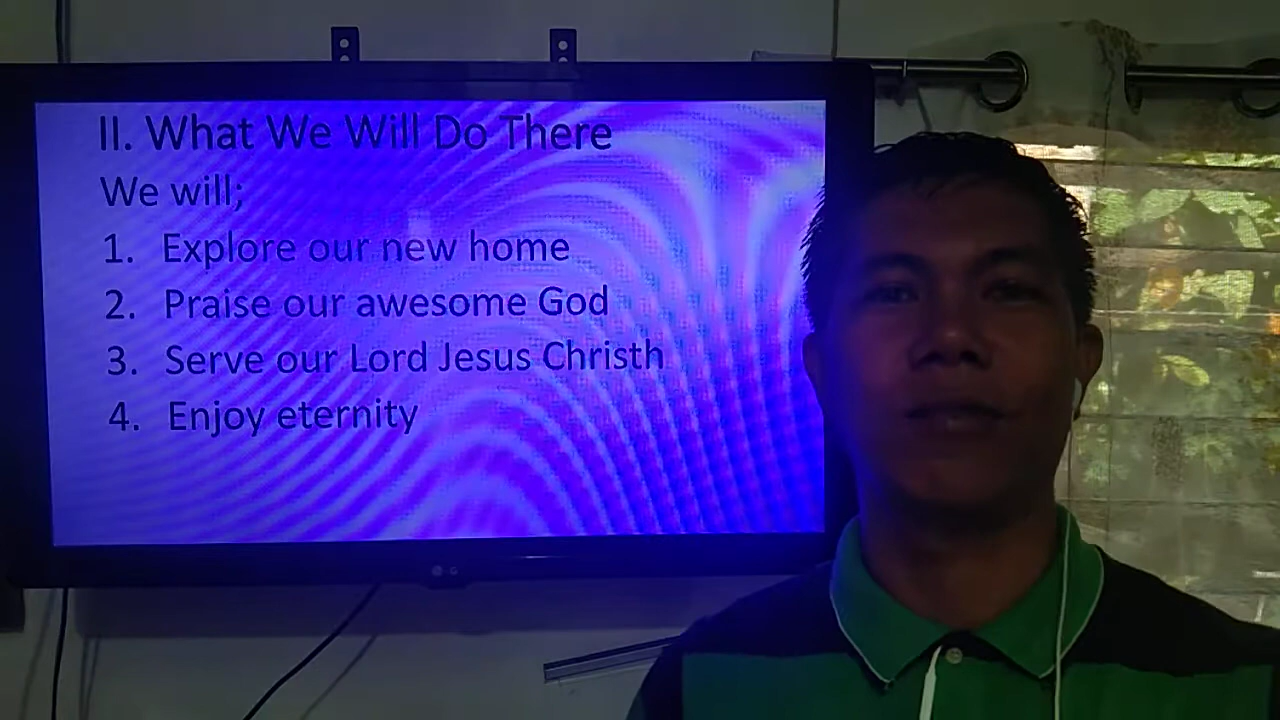 II. What We Will Do There
We will;
1. Explore our new home
2. Praise our awesome God
3. Serve our Lord Jesus Christh
4. Enjoy eternity
LG